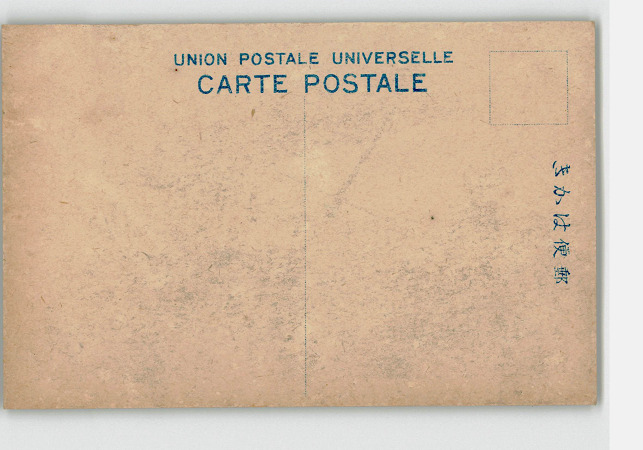 UNION POSTALE UNIVERSELLE
CARTE POSTALE
きかは便郵